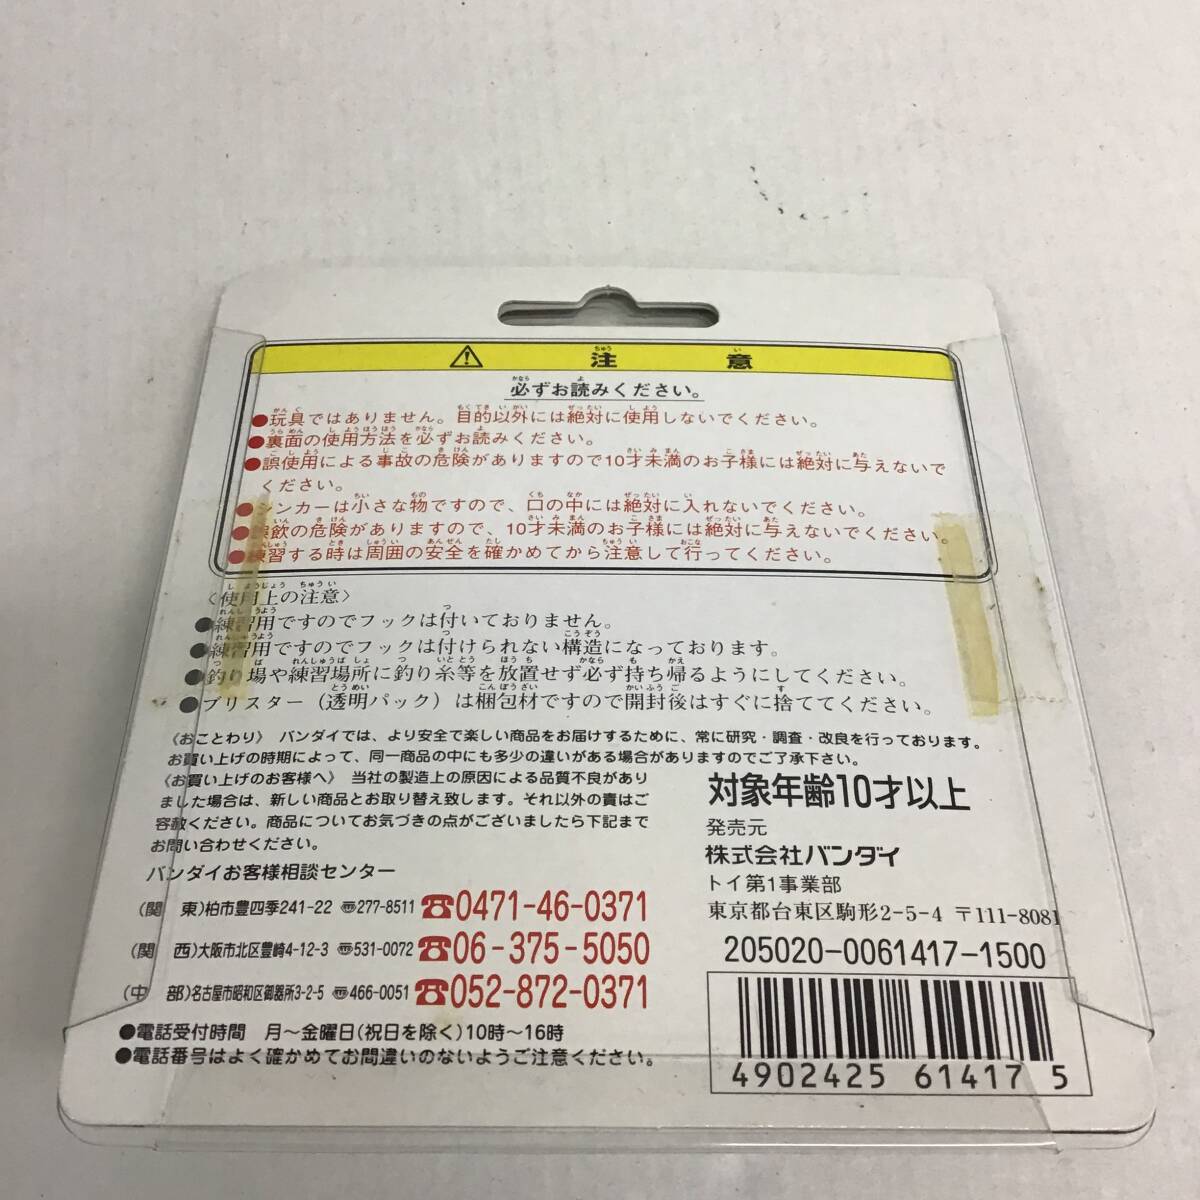 注意
必ずお読みください。
●玩具ではありません。目的以外には絶対に使用しないでください。
●裏面の使用方法を必ずお読みください。
●誤使用による事故の危険がありますので10才未満のお子様には絶対に与えないで
ください。
●シンカーは小さな物ですので、口の中には絶対に入れないでください。
●誤飲の危険がありますので、10才未満のお子様には絶対に与えないでください。
●練習する時は周囲の安全を確かめてから注意して行ってください。
〈使用上の注意〉
●練習用ですのでフックは付いておりません。
●練習用ですのでフックは付けられない構造になっております。
●釣り場や練習場所に釣り糸等を放置せず必ず持ち帰るようにしてください。
●ブリスター(透明パック)は梱包材ですので開封後はすぐに捨ててください。
《おことわり》 バンダイでは、より安全で楽しい商品をお届けするために、常に研究・調査・改良を行っております。
お買い上げの時期によって、同一商品の中にも多少の違いがある場合がありますのでご了承下さい。
《お買い上げのお客様へ》 当社の製造上の原因による品質不良があり
ました場合は、新しい商品とお取り替え致します。それ以外の責はご
容赦ください。商品についてお気づきの点がございましたら下記まで
お問い合わせください。
バンダイお客様相談センター
(関 東)柏市豊四季241-22 〠277-8511 ☎0471-46-0371
(関 西)大阪市北区豊崎4-12-3 〠531-0072 ☎06-375-5050
(中 部)名古屋市昭和区御器所3-2-5 〠466-0051 ☎052-872-0371
●電話受付時間 月〜金曜日(祝日を除く)10時〜16時
●電話番号はよく確かめてお間違いのないようご注意ください。
対象年齢10才以上
発売元
株式会社バンダイ
トイ第1事業部
東京都台東区駒形2-5-4 〒111-8081
205020-0061417-1500
4902425 61417 5